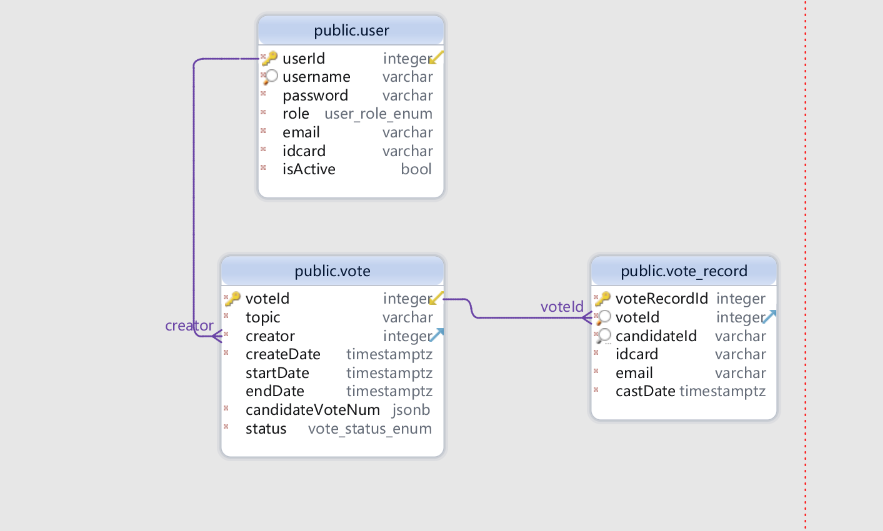 public.user
userId integer
username varchar
password varchar
role user_role_enum
email varchar
idcard varchar
isActive bool
public.vote
voteId integer
topic varchar
creator integer
createDate timestamptz
startDate timestamptz
endDate timestamptz
candidateVoteNum jsonb
status vote_status_enum
creator
voteId
public.vote_record
voteRecordId integer
voteId integer
candidateId varchar
idcard varchar
email varchar
castDate timestamptz